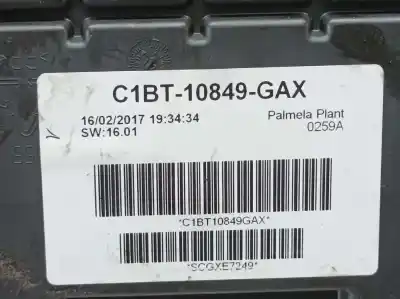 C1BT-10849-GAX
16/02/2017 19:34:34
Palmela Plant
SW:16.01
0259A
*C1BT10849GAX*
*SCGXE7249*